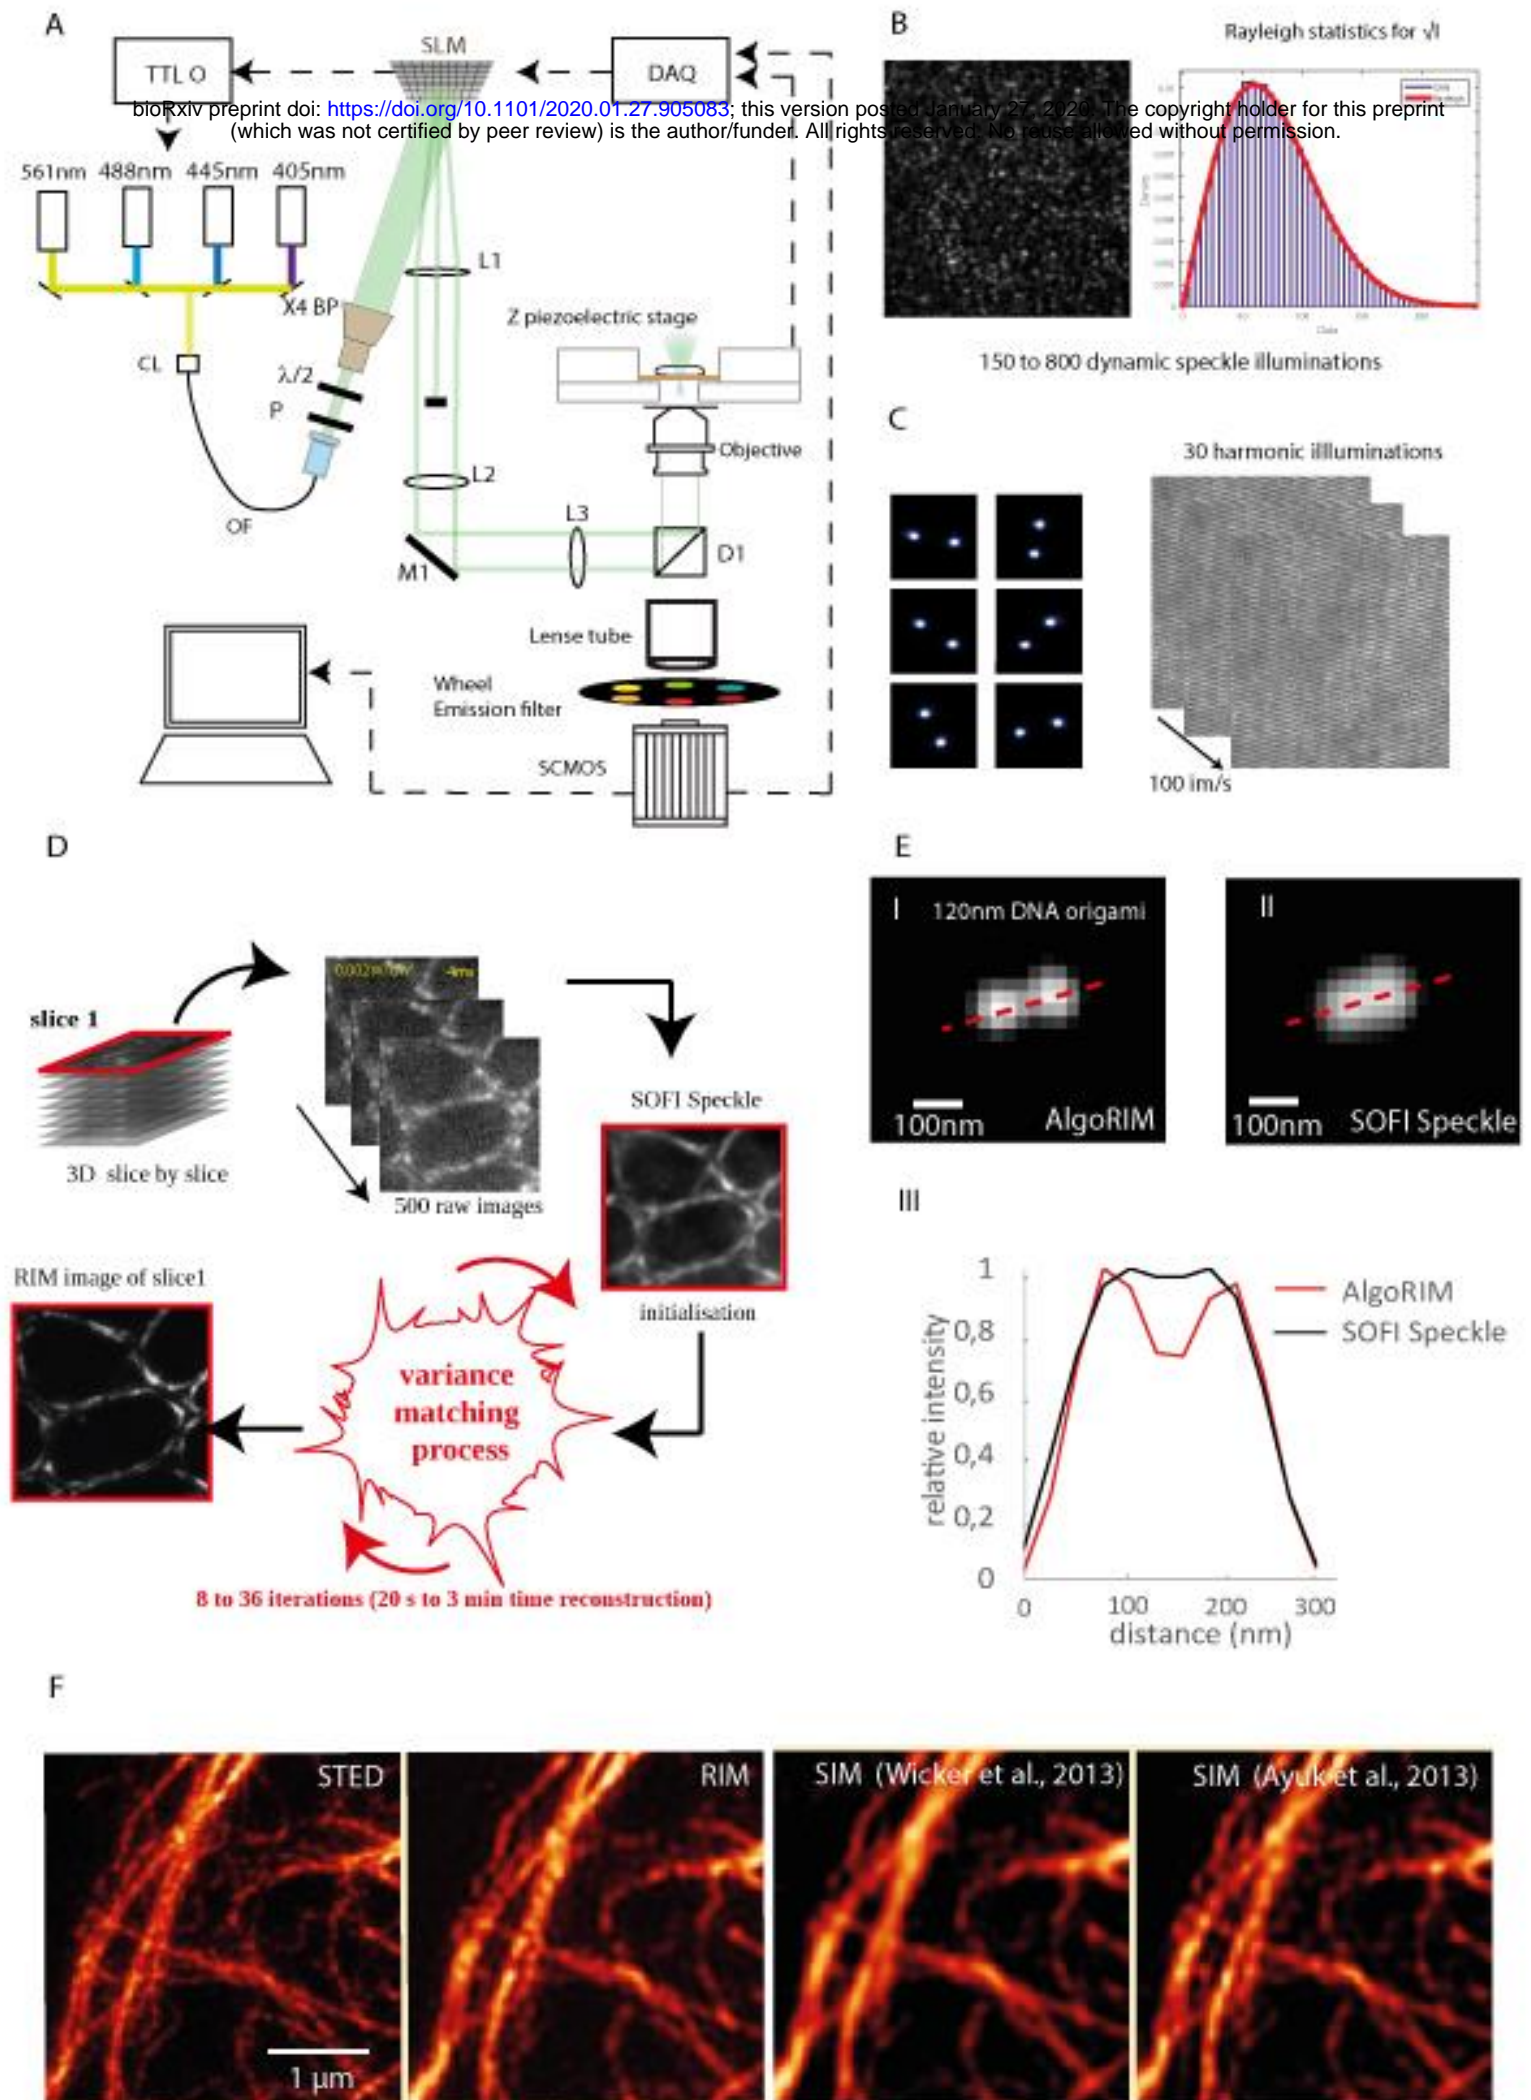 A
TTL O
SLM
DAQ
bioRxiv preprint doi: https://doi.org/10.1101/2020.01.27.905083; this version posted January 27, 2020. The copyright holder for this preprint
(which was not certified by peer review) is the author/funder. All rights reserved. No reuse allowed without permission.
561nm 488nm 445nm 405nm
L1
X4 BP
CL
λ/2
P
OF
Z piezoelectric stage
Objective
L2
L3
M1
D1
Lense tube
Wheel
Emission filter
SCMOS
B
Rayleigh statistics for √I
150 to 800 dynamic speckle illuminations
C
30 harmonic illluminations
100 im/s
D
slice 1
3D slice by slice
500 raw images
SOFI Speckle
initialisation
RIM image of slice1
variance
matching
process
8 to 36 iterations (20 s to 3 min time reconstruction)
E
I
120nm DNA origami
100nm
AlgoRIM
II
100nm
SOFI Speckle
III
relative intensity
1
0,8
0,6
0,4
0,2
0
0
100
200
300
distance (nm)
AlgoRIM
SOFI Speckle
F
STED
1 µm
RIM
SIM (Wicker et al., 2013)
SIM (Ayuk et al., 2013)